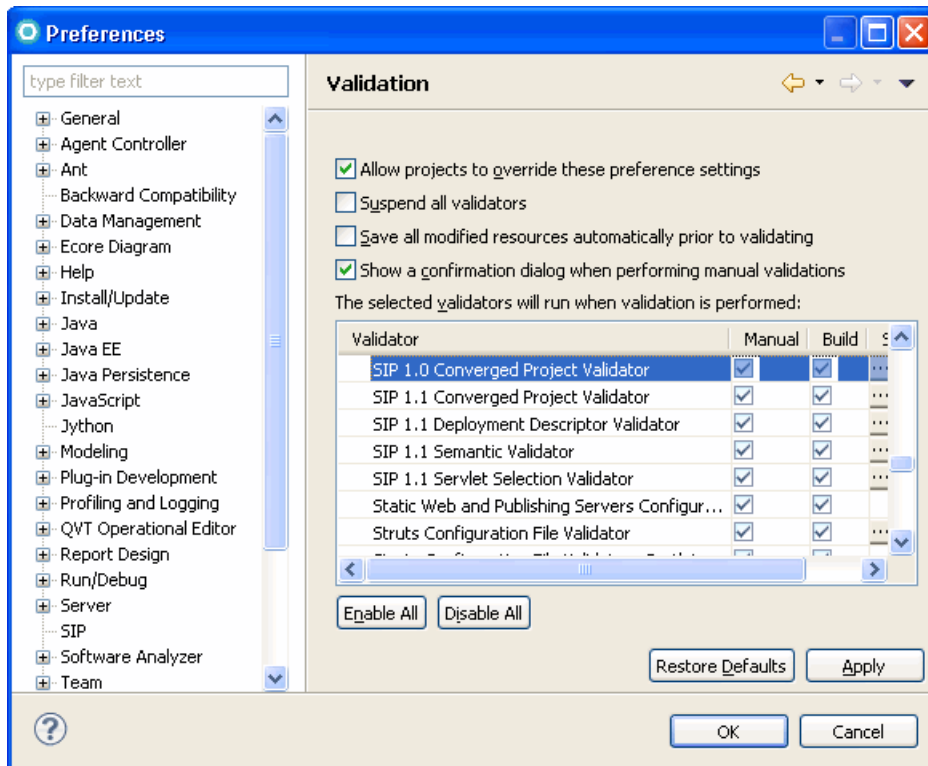 Preferences
type filter text
General
Agent Controller
Ant
Backward Compatibility
Data Management
Ecore Diagram
Help
Install/Update
Java
Java EE
Java Persistence
JavaScript
Jython
Modeling
Plug-in Development
Profiling and Logging
QVT Operational Editor
Report Design
Run/Debug
Server
SIP
Software Analyzer
Team
Validation
Allow projects to override these preference settings
Suspend all validators
Save all modified resources automatically prior to validating
Show a confirmation dialog when performing manual validations
The selected validators will run when validation is performed:
Validator Manual Build S
SIP 1.0 Converged Project Validator ...
SIP 1.1 Converged Project Validator ...
SIP 1.1 Deployment Descriptor Validator ...
SIP 1.1 Semantic Validator ...
SIP 1.1 Servlet Selection Validator ...
Static Web and Publishing Servers Configur...
Struts Configuration File Validator ...
Enable All Disable All
Restore Defaults Apply
? OK Cancel